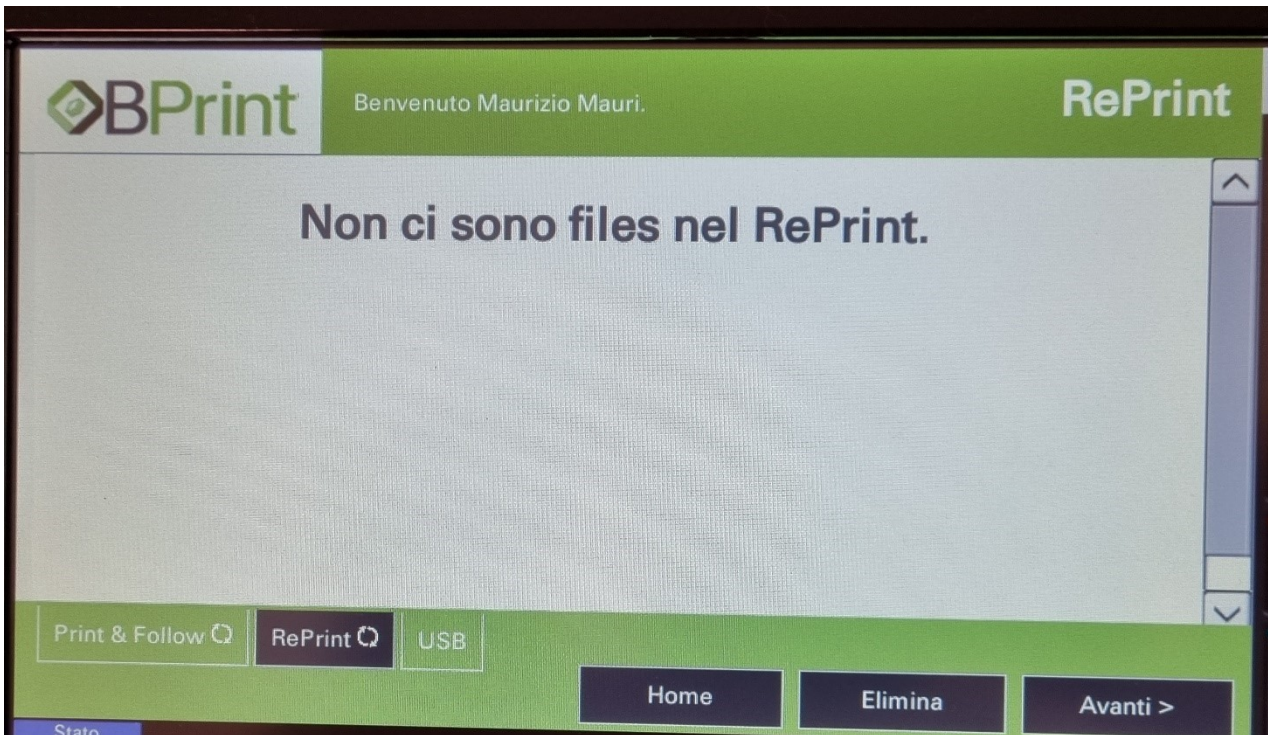 BPrint
Benvenuto Maurizio Mauri.
RePrint
Non ci sono files nel RePrint.
Print & Follow
RePrint
USB
Home
Elimina
Avanti >
Stato